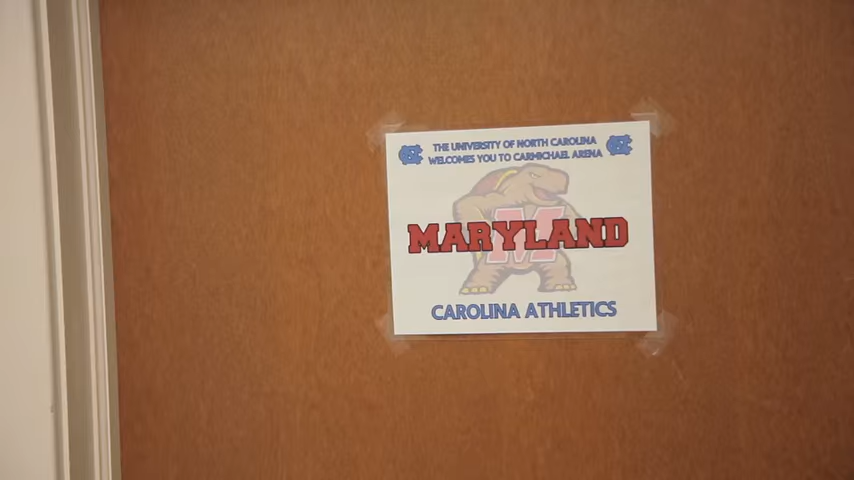 THE UNIVERSITY OF NORTH CAROLINA
WELCOMES YOU TO CARMICHAEL ARENA
M
MARYLAND
CAROLINA ATHLETICS